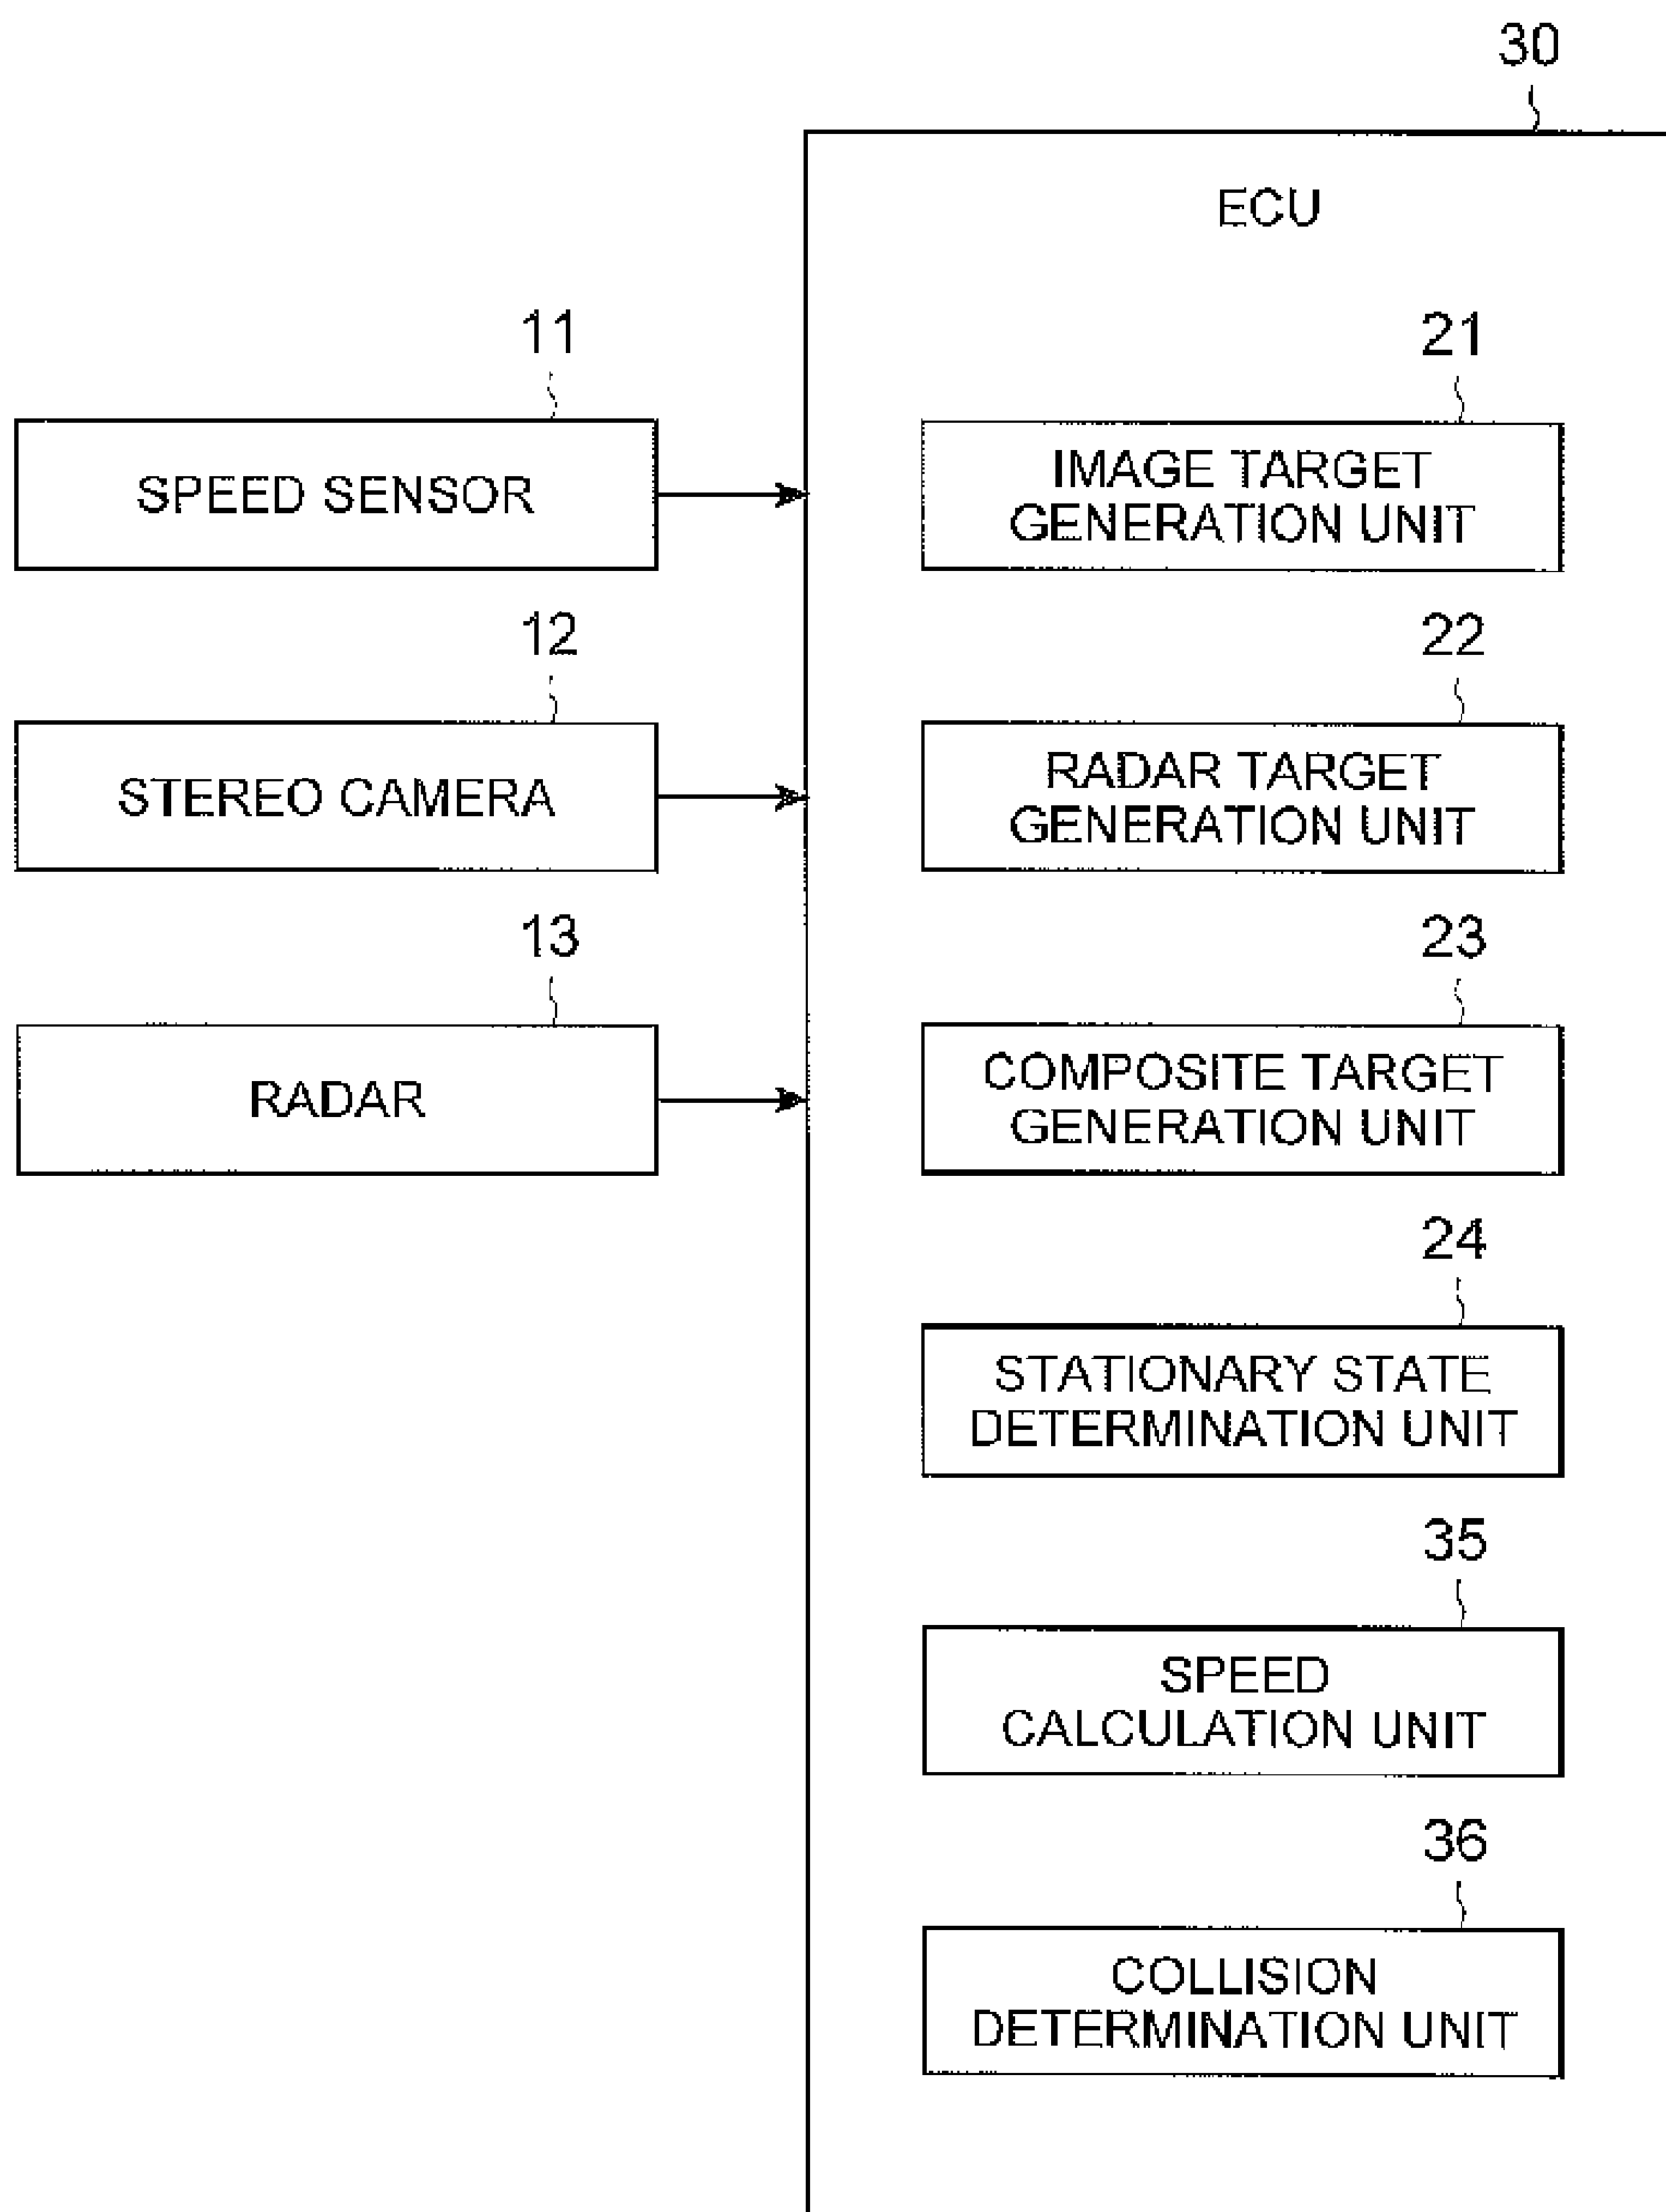 30
ECU
11
SPEED SENSOR
12
STEREO CAMERA
13
RADAR
21
IMAGE TARGET
GENERATION UNIT
22
RADAR TARGET
GENERATION UNIT
23
COMPOSITE TARGET
GENERATION UNIT
24
STATIONARY STATE
DETERMINATION UNIT
35
SPEED
CALCULATION UNIT
36
COLLISION
DETERMINATION UNIT